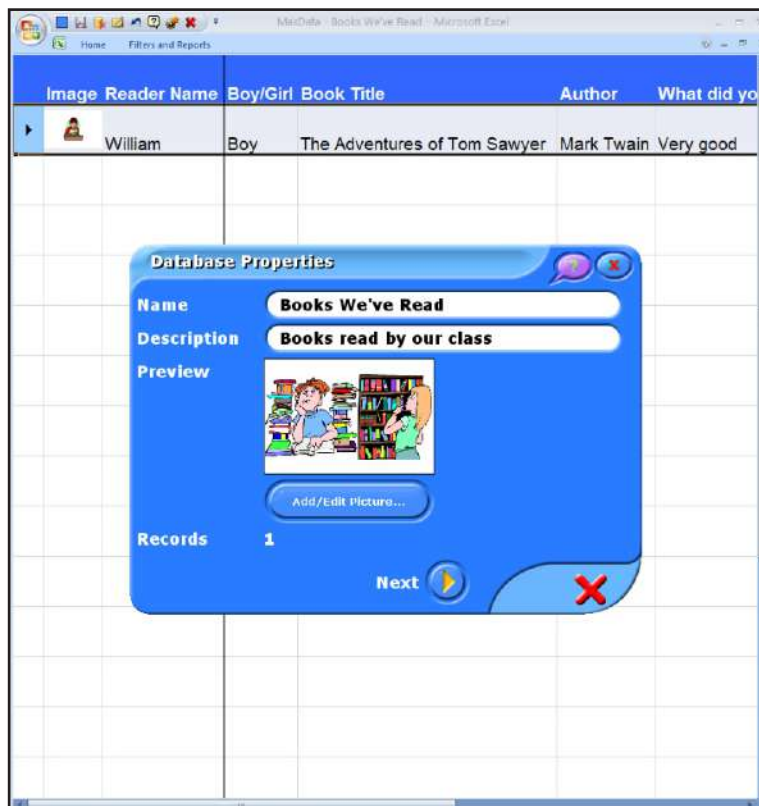 MaxData - Books We've Read - Microsoft Excel
Home Filters and Reports
Image Reader Name Boy/Girl Book Title Author What did yo
William Boy The Adventures of Tom Sawyer Mark Twain Very good
Database Properties
Name Books We've Read
Description Books read by our class
Preview
Add/Edit Picture...
Records 1
Next